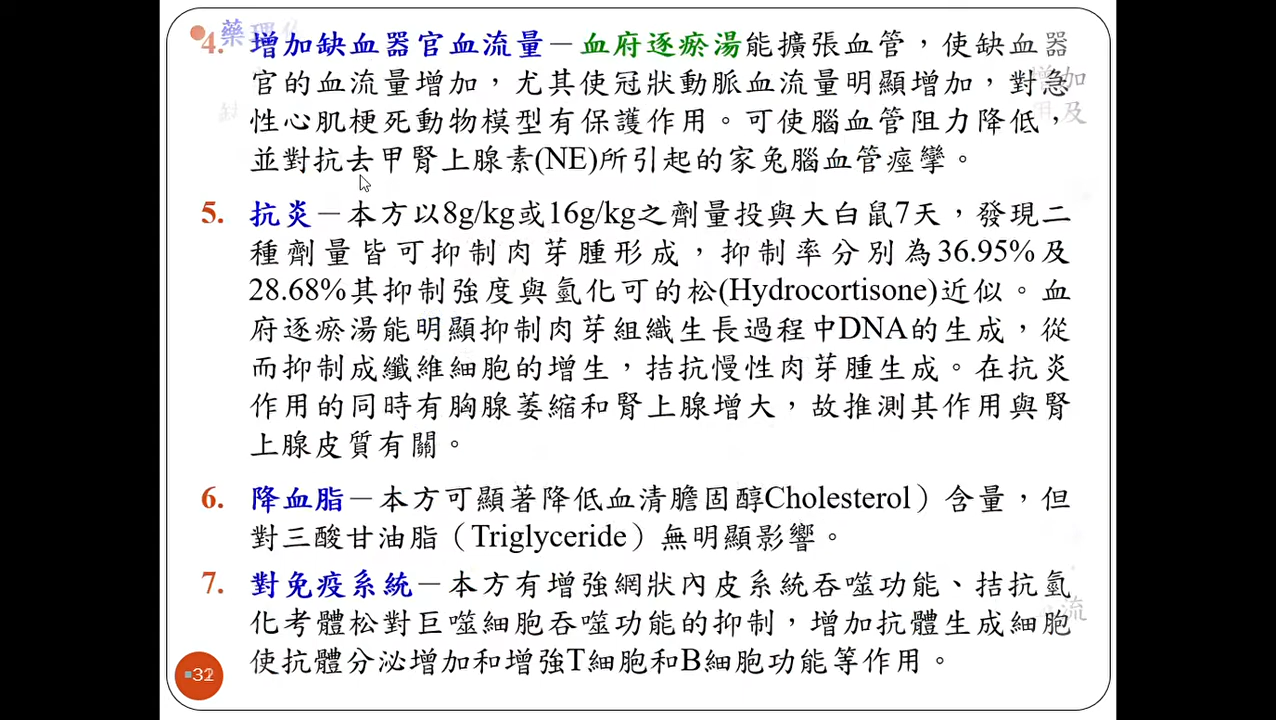 4. 增加缺血器官血流量－血府逐瘀湯能擴張血管，使缺血器
官的血流量增加，尤其使冠狀動脈血流量明顯增加，對急
性心肌梗死動物模型有保護作用。可使腦血管阻力降低，
並對抗去甲腎上腺素(NE)所引起的家兔腦血管痙攣。
5. 抗炎－本方以8g/kg或16g/kg之劑量投與大白鼠7天，發現二
種劑量皆可抑制肉芽腫形成，抑制率分別為36.95%及
28.68%其抑制強度與氫化可的松(Hydrocortisone)近似。血
府逐瘀湯能明顯抑制肉芽組織生長過程中DNA的生成，從
而抑制成纖維細胞的增生，拮抗慢性肉芽腫生成。在抗炎
作用的同時有胸腺萎縮和腎上腺增大，故推測其作用與腎
上腺皮質有關。
6. 降血脂－本方可顯著降低血清膽固醇Cholesterol）含量，但
對三酸甘油脂（Triglyceride）無明顯影響。
7. 對免疫系統－本方有增強網狀內皮系統吞噬功能、拮抗氫
化考體松對巨噬細胞吞噬功能的抑制，增加抗體生成細胞
使抗體分泌增加和增強T細胞和B細胞功能等作用。